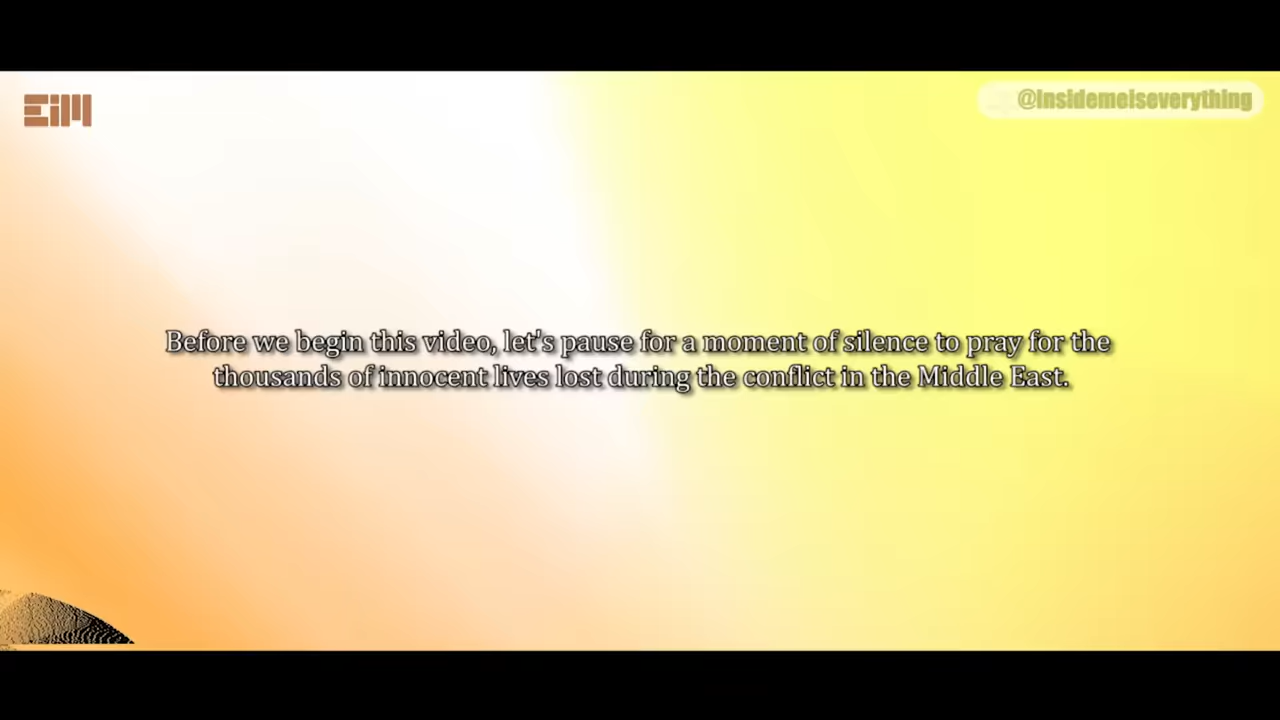 EiM
@Insidemeiseverything
Before we begin this video, let's pause for a moment of silence to pray for the
thousands of innocent lives lost during the conflict in the Middle East.